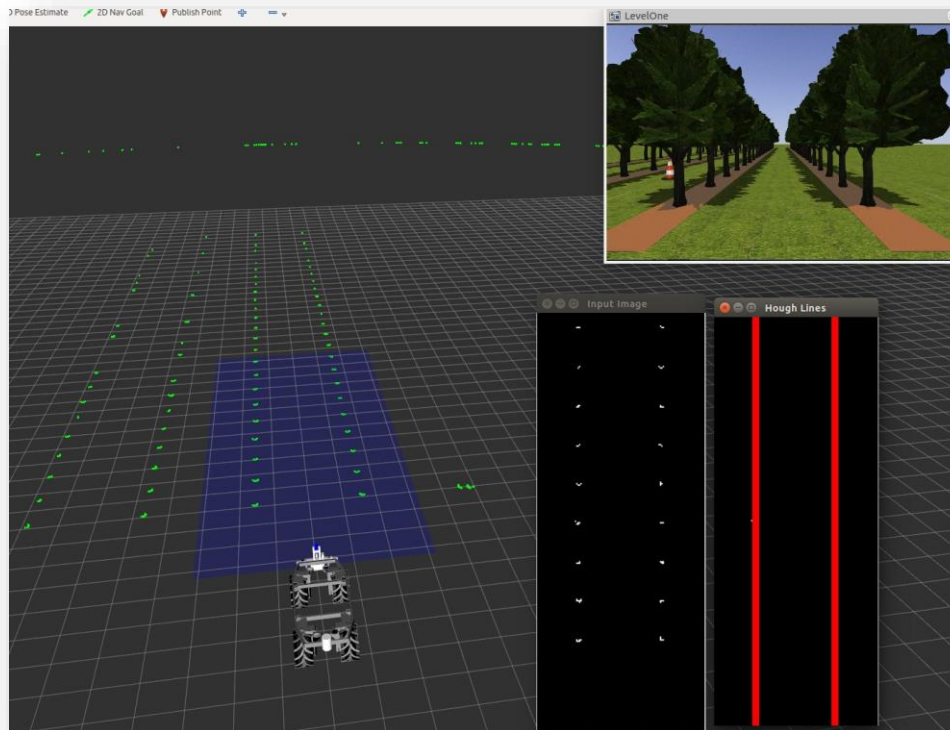 D Pose Estimate 2D Nav Goal Publish Point
LevelOne
Input Image
Hough Lines